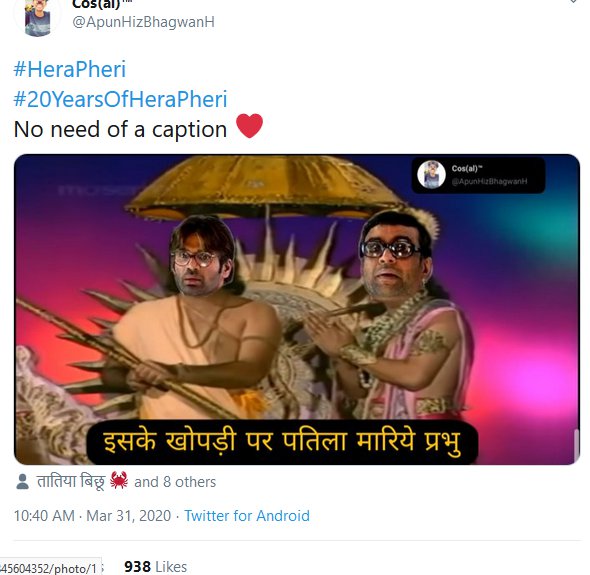 Cos(al)™
@ApunHizBhagwanH
#HeraPheri
#20YearsOfHeraPheri
No need of a caption ❤
Cos(al)™
@ApunHizBhagwanH
इसके खोपड़ी पर पतिला मारिये प्रभु
तातिया बिछू 🦀 and 8 others
10:40 AM · Mar 31, 2020 · Twitter for Android
45604352/photo/1
938 Likes